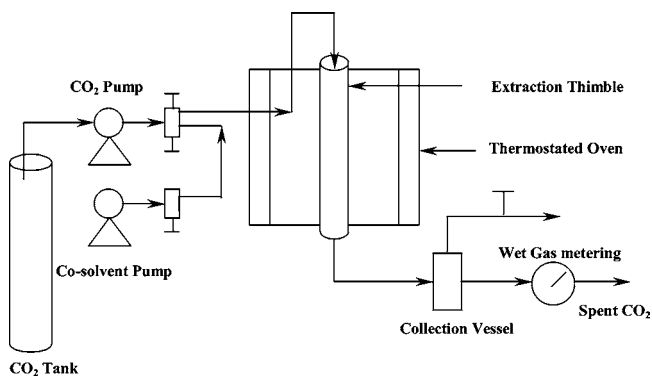 CO₂ Pump
Extraction Thimble
Thermostated Oven
Co-solvent Pump
Wet Gas metering
Spent CO₂
Collection Vessel
CO₂ Tank